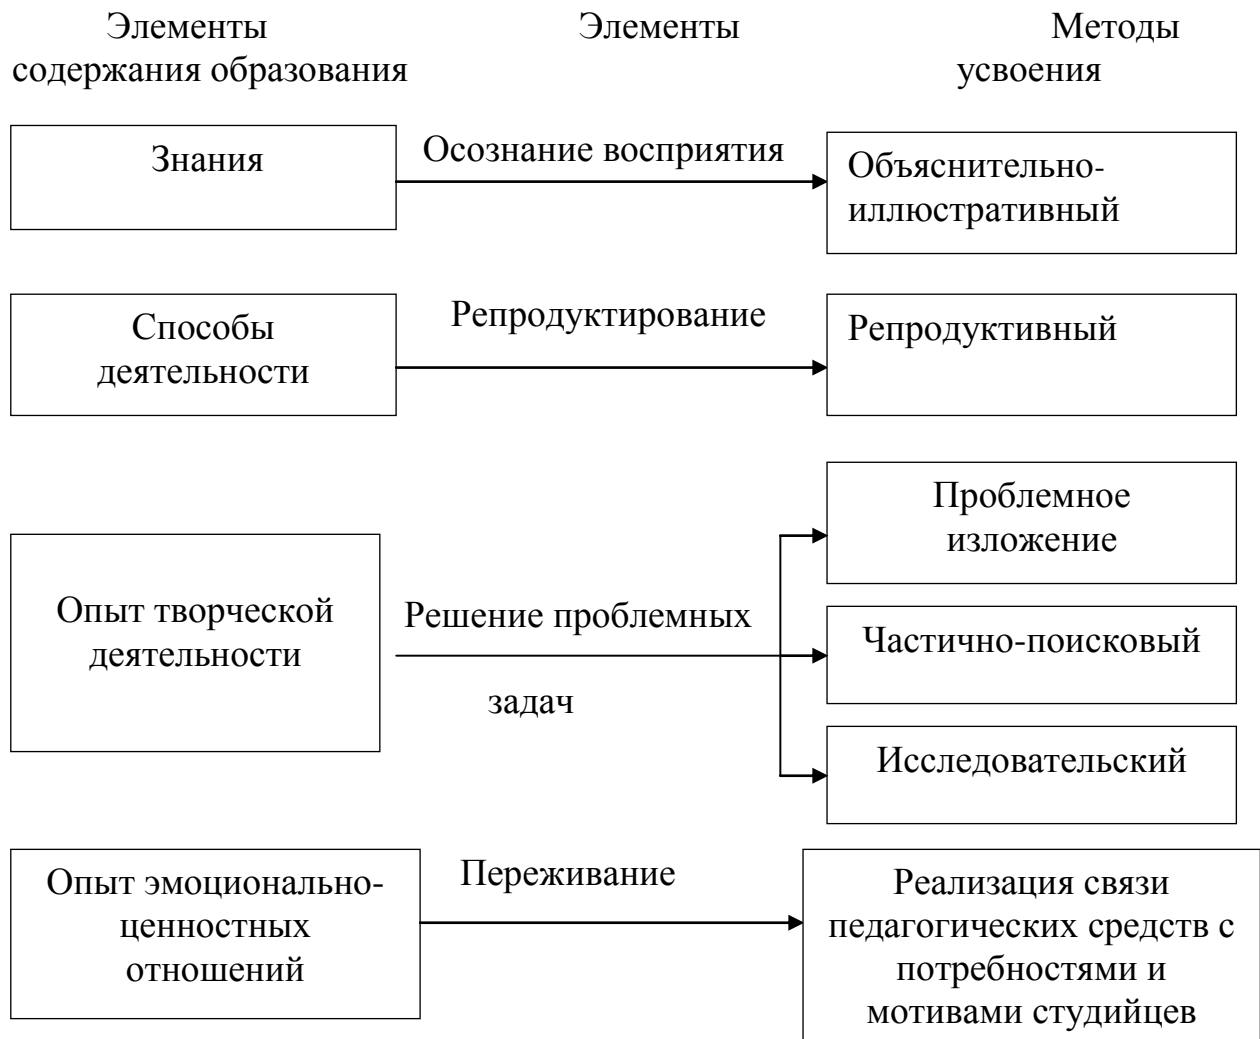 Элементы Элементы Методы
содержания образования усвоения
Знания
Осознание восприятия
Объяснительно-
иллюстративный
Способы
деятельности
Репродуктирование
Репродуктивный
Опыт творческой
деятельности
Решение проблемных
задач
Проблемное
изложение
Частично-поисковый
Исследовательский
Опыт эмоционально-
ценностных
отношений
Переживание
Реализация связи
педагогических средств с
потребностями и
мотивами студийцев